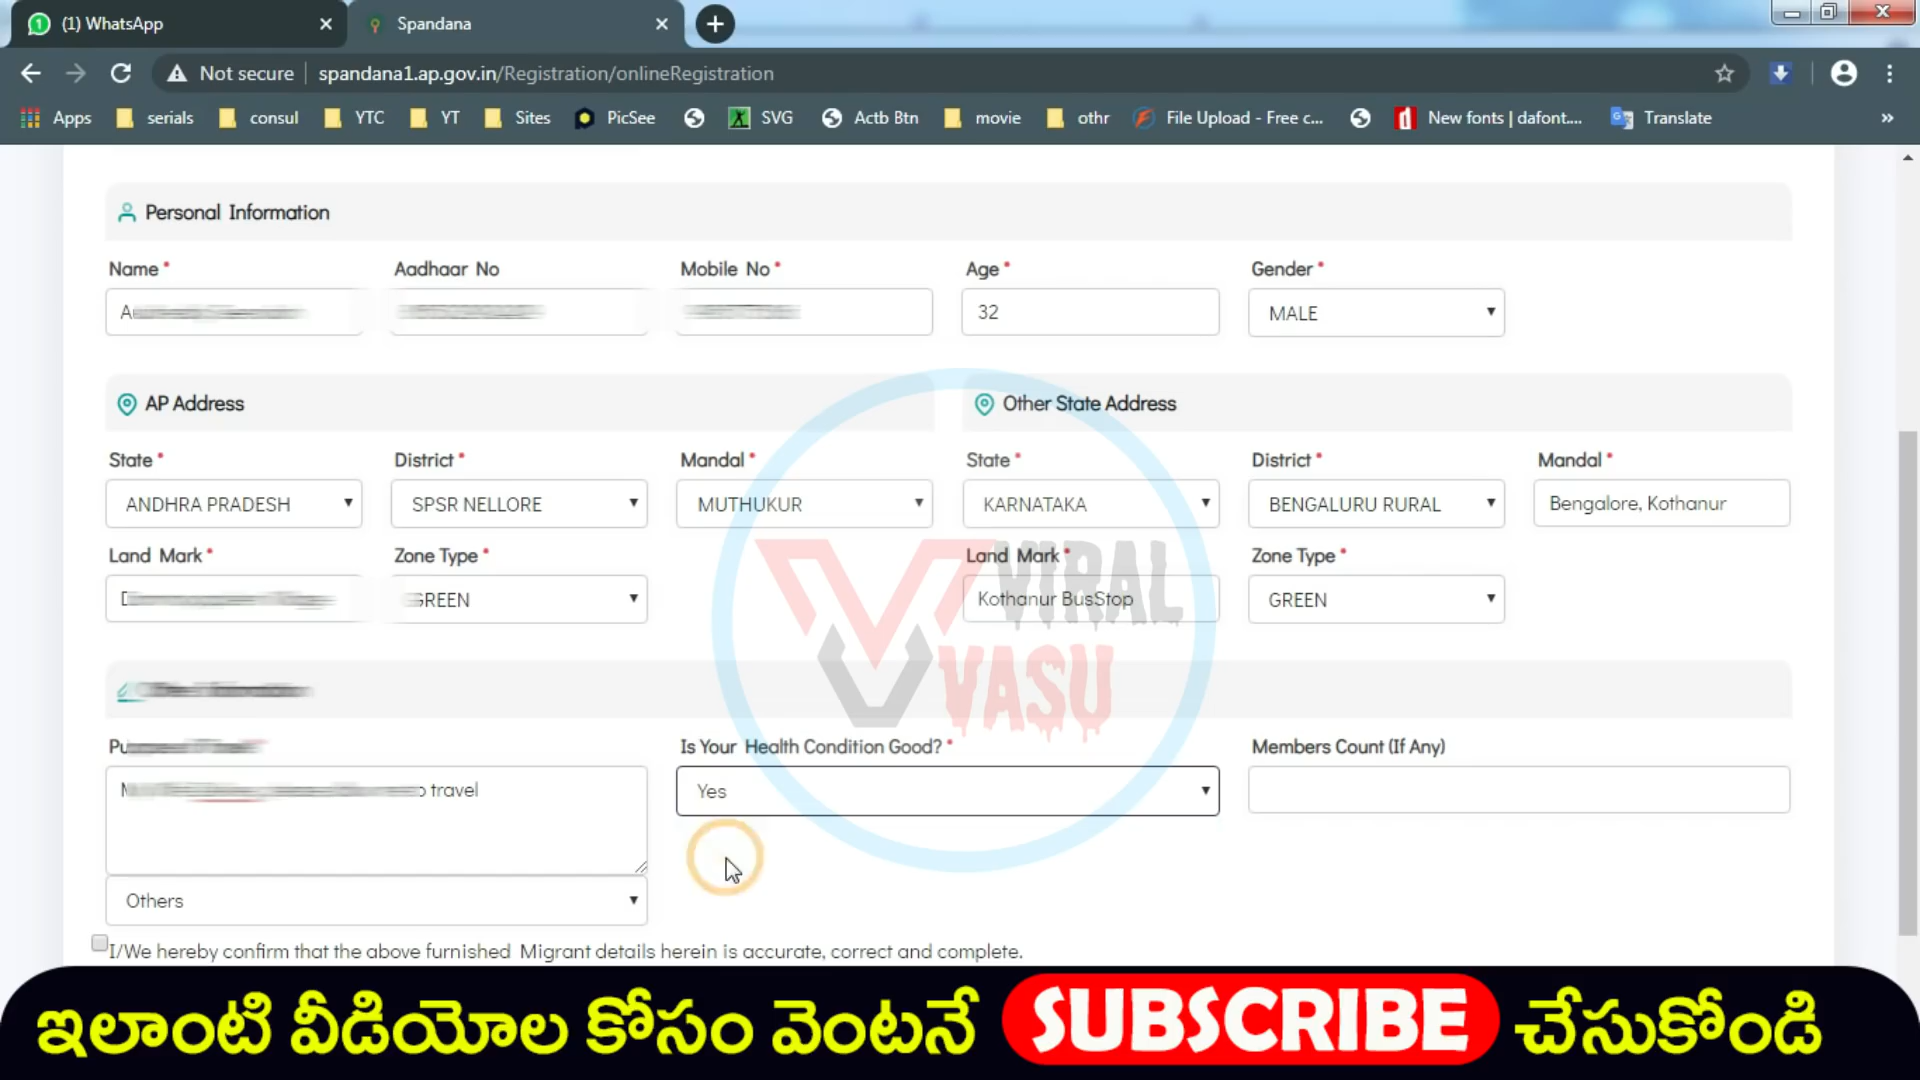 (1) WhatsApp
Spandana
Not secure spandana1.ap.gov.in/Registration/onlineRegistration
Apps serials consul YTC YT Sites PicSee SVG Actb Btn movie othr File Upload - Free c... New fonts | dafont.... Translate »
Personal Information
Name * Aadhaar No Mobile No * Age * Gender *
32 MALE
AP Address Other State Address
State * District * Mandal * State * District * Mandal *
ANDHRA PRADESH SPSR NELLORE MUTHUKUR KARNATAKA BENGALURU RURAL Bengalore, Kothanur
Land Mark * Zone Type * Land Mark * Zone Type *
GREEN Kothanur BusStop GREEN
VIRAL
VASU
Is Your Health Condition Good? * Members Count (If Any)
travel Yes
Others
I/We hereby confirm that the above furnished Migrant details herein is accurate, correct and complete.
ఇలాంటి వీడియోల కోసం వెంటనే SUBSCRIBE చేసుకోండి